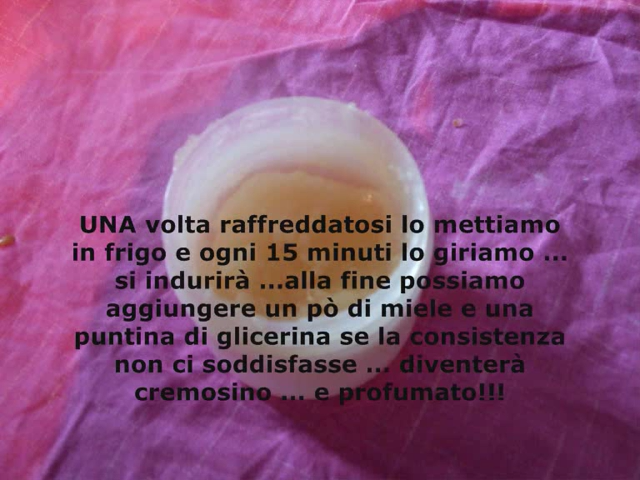 UNA volta raffreddatosi lo mettiamo
in frigo e ogni 15 minuti lo giriamo ...
si indurirà ...alla fine possiamo
aggiungere un pò di miele e una
puntina di glicerina se la consistenza
non ci soddisfasse ... diventerà
cremosino ... e profumato!!!